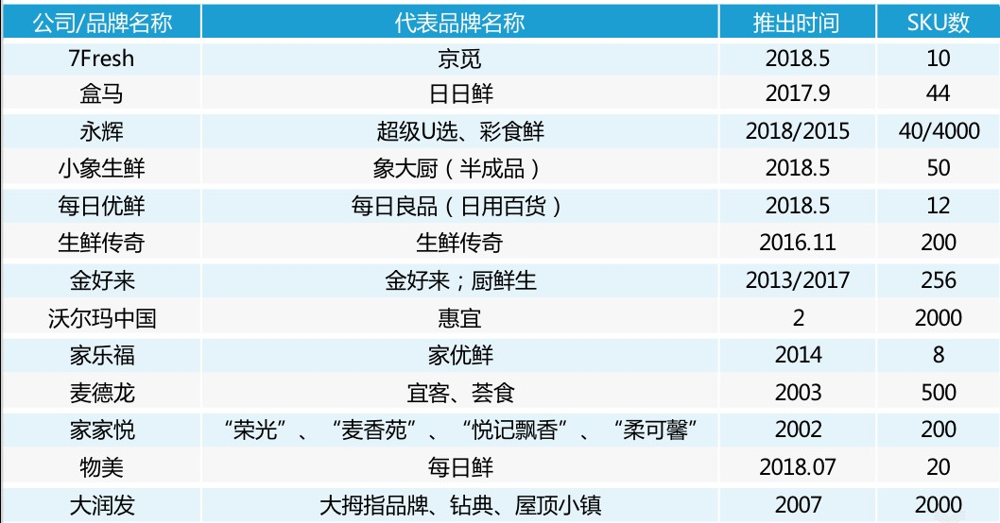 公司/品牌名称 代表品牌名称 推出时间 SKU数
7Fresh 京觅 2018.5 10
盒马 日日鲜 2017.9 44
永辉 超级U选、彩食鲜 2018/2015 40/4000
小象生鲜 象大厨（半成品） 2018.5 50
每日优鲜 每日良品（日用百货） 2018.5 12
生鲜传奇 生鲜传奇 2016.11 200
金好来 金好来；厨鲜生 2013/2017 256
沃尔玛中国 惠宜 2 2000
家乐福 家优鲜 2014 8
麦德龙 宜客、荟食 2003 500
家家悦 “荣光”、“麦香苑”、“悦记飘香”、“柔可馨” 2002 200
物美 每日鲜 2018.07 20
大润发 大拇指品牌、钻典、屋顶小镇 2007 2000